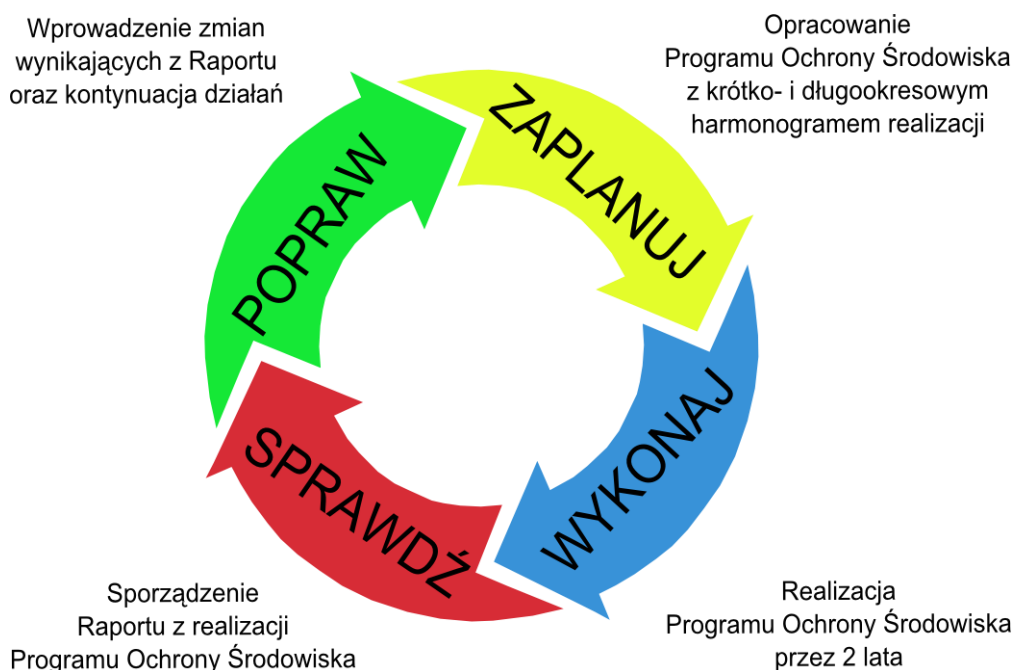 Wprowadzenie zmian
wynikających z Raportu
oraz kontynuacja działań
Opracowanie
Programu Ochrony Środowiska
z krótko- i długookresowym
harmonogramem realizacji
POPRAW
ZAPLANUJ
SPRAWDŹ
WYKONAJ
Sporządzenie
Raportu z realizacji
Programu Ochrony Środowiska
Realizacja
Programu Ochrony Środowiska
przez 2 lata